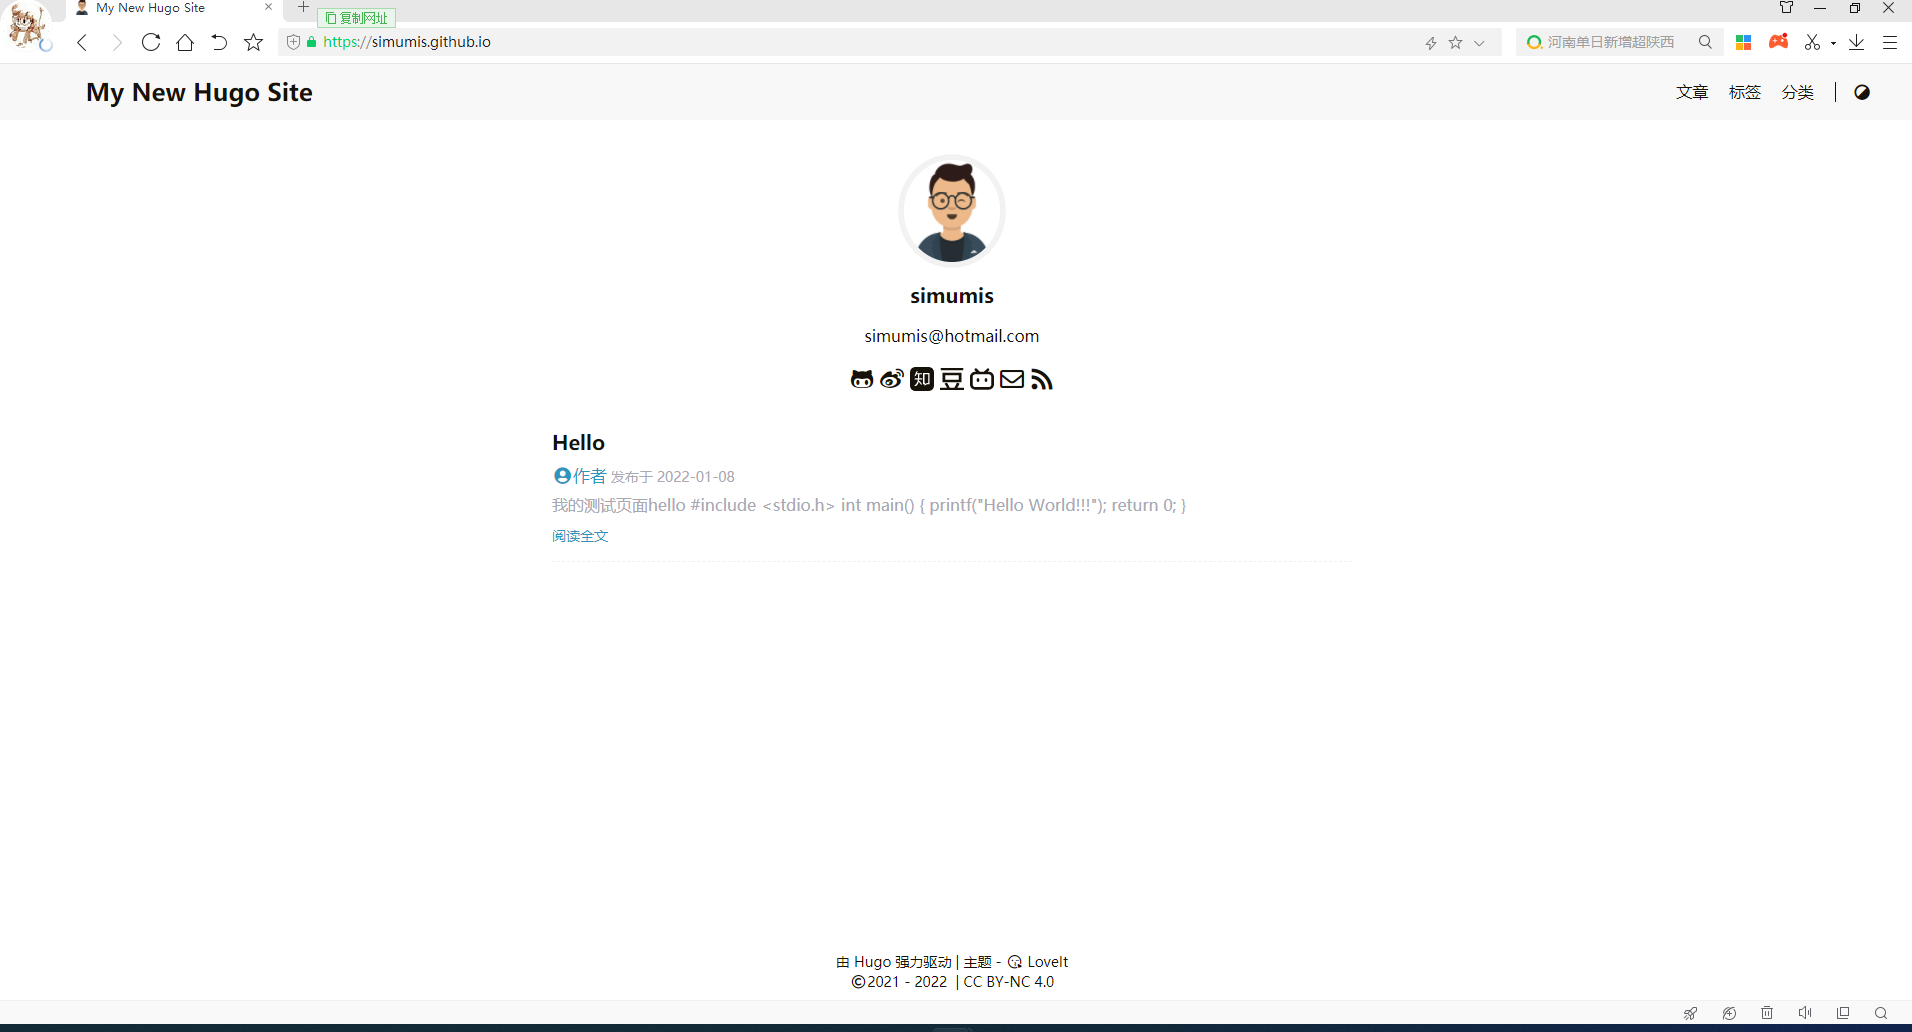 My New Hugo Site
复制网址
https://simumis.github.io
河南单日新增超陕西
My New Hugo Site
文章 标签 分类
simumis
simumis@hotmail.com
知 豆
Hello
作者 发布于 2022-01-08
我的测试页面hello #include <stdio.h> int main() { printf("Hello World!!!"); return 0; }
阅读全文
由 Hugo 强力驱动 | 主题 - LoveIt
©2021 - 2022 | CC BY-NC 4.0